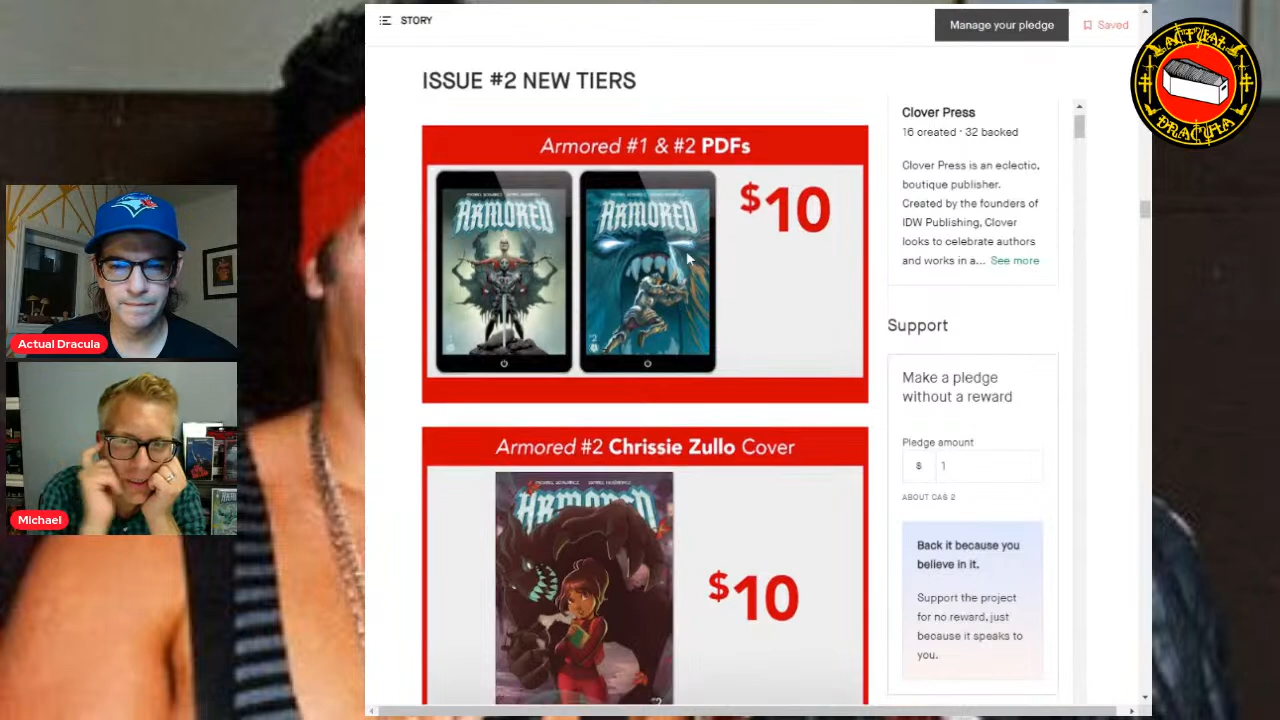 STORY
Manage your pledge
Saved
ACTUAL
DRACULA
ISSUE #2 NEW TIERS
Armored #1 & #2 PDFs
ARMORED
ARMORED
$10
Armored #2 Chrissie Zullo Cover
ARMORED
$10
Clover Press
16 created · 32 backed
Clover Press is an eclectic,
boutique publisher.
Created by the founders of
IDW Publishing, Clover
looks to celebrate authors
and works in a... See more
Support
Make a pledge
without a reward
Pledge amount
$ 1
ABOUT CA$ 2
Back it because you
believe in it.
Support the project
for no reward, just
because it speaks to
you.
Actual Dracula
Michael